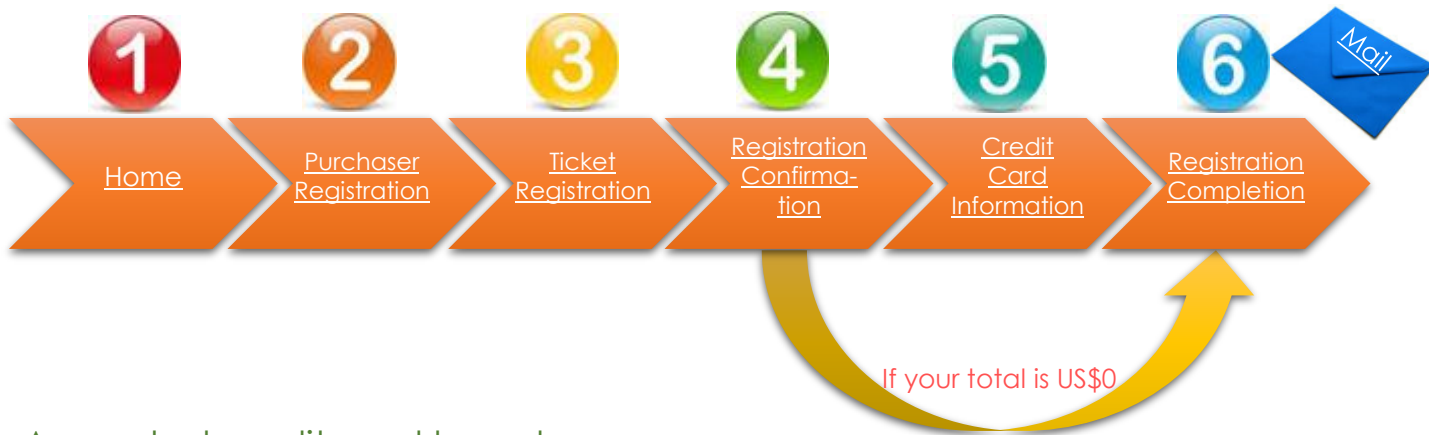 1
2
3
4
5
6
Mail
Home
Purchaser
Registration
Ticket
Registration
Registration
Confirma-
tion
Credit
Card
Information
Registration
Completion
If your total is US$0